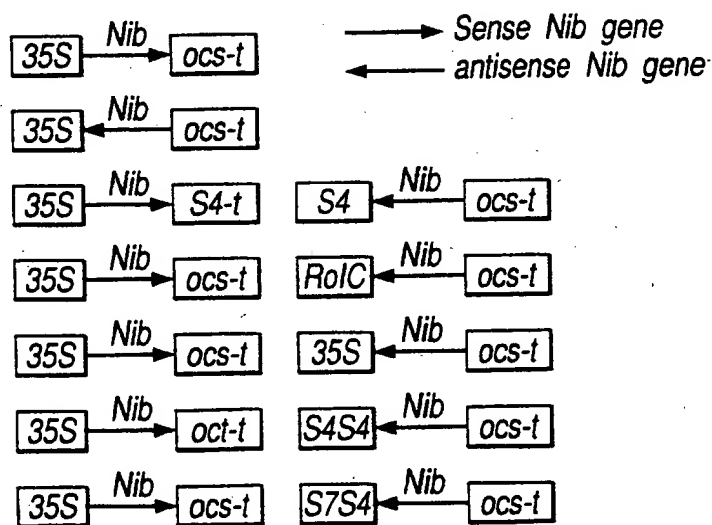 Nib
35S ocs-t
Sense Nib gene
antisense Nib gene
Nib
35S ocs-t
Nib Nib
35S S4-t S4 ocs-t
Nib Nib
35S ocs-t RolC ocs-t
Nib Nib
35S ocs-t 35S ocs-t
Nib Nib
35S oct-t S4S4 ocs-t
Nib Nib
35S ocs-t S7S4 ocs-t